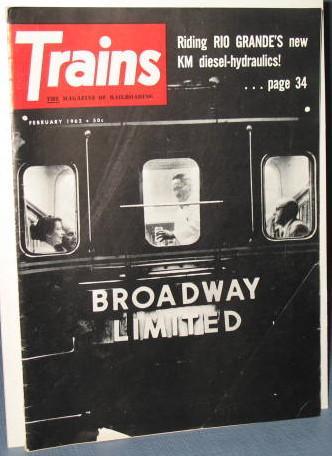 Trains
THE MAGAZINE OF RAILROADING
Riding RIO GRANDE'S new
KM diesel-hydraulics!
... page 34
FEBRUARY 1962 • 50c
BROADWAY
LIMITED